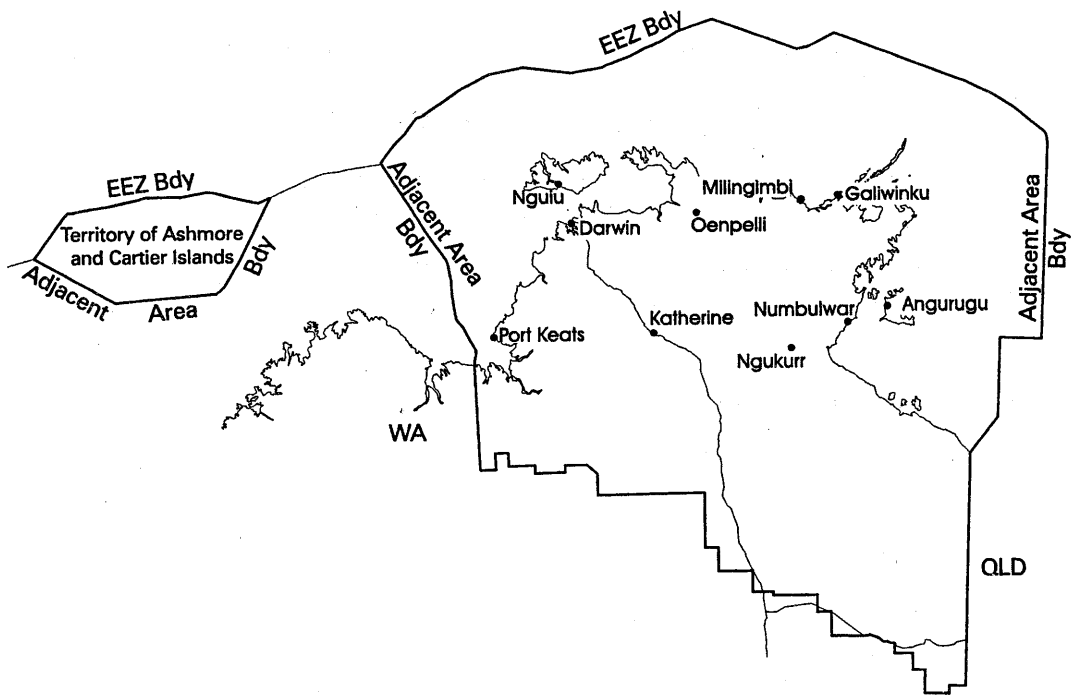 EEZ Bdy
EEZ Bdy
Territory of Ashmore
and Cartier Islands
Adjacent
Area
Bdy
Adjacent Area
Bdy
Nguiu
Darwin
Milingimbi
Galiwinku
Oenpelli
Adjacent Area
Bdy
Port Keats
Katherine
Numbulwar
Angurugu
Ngukurr
WA
QLD